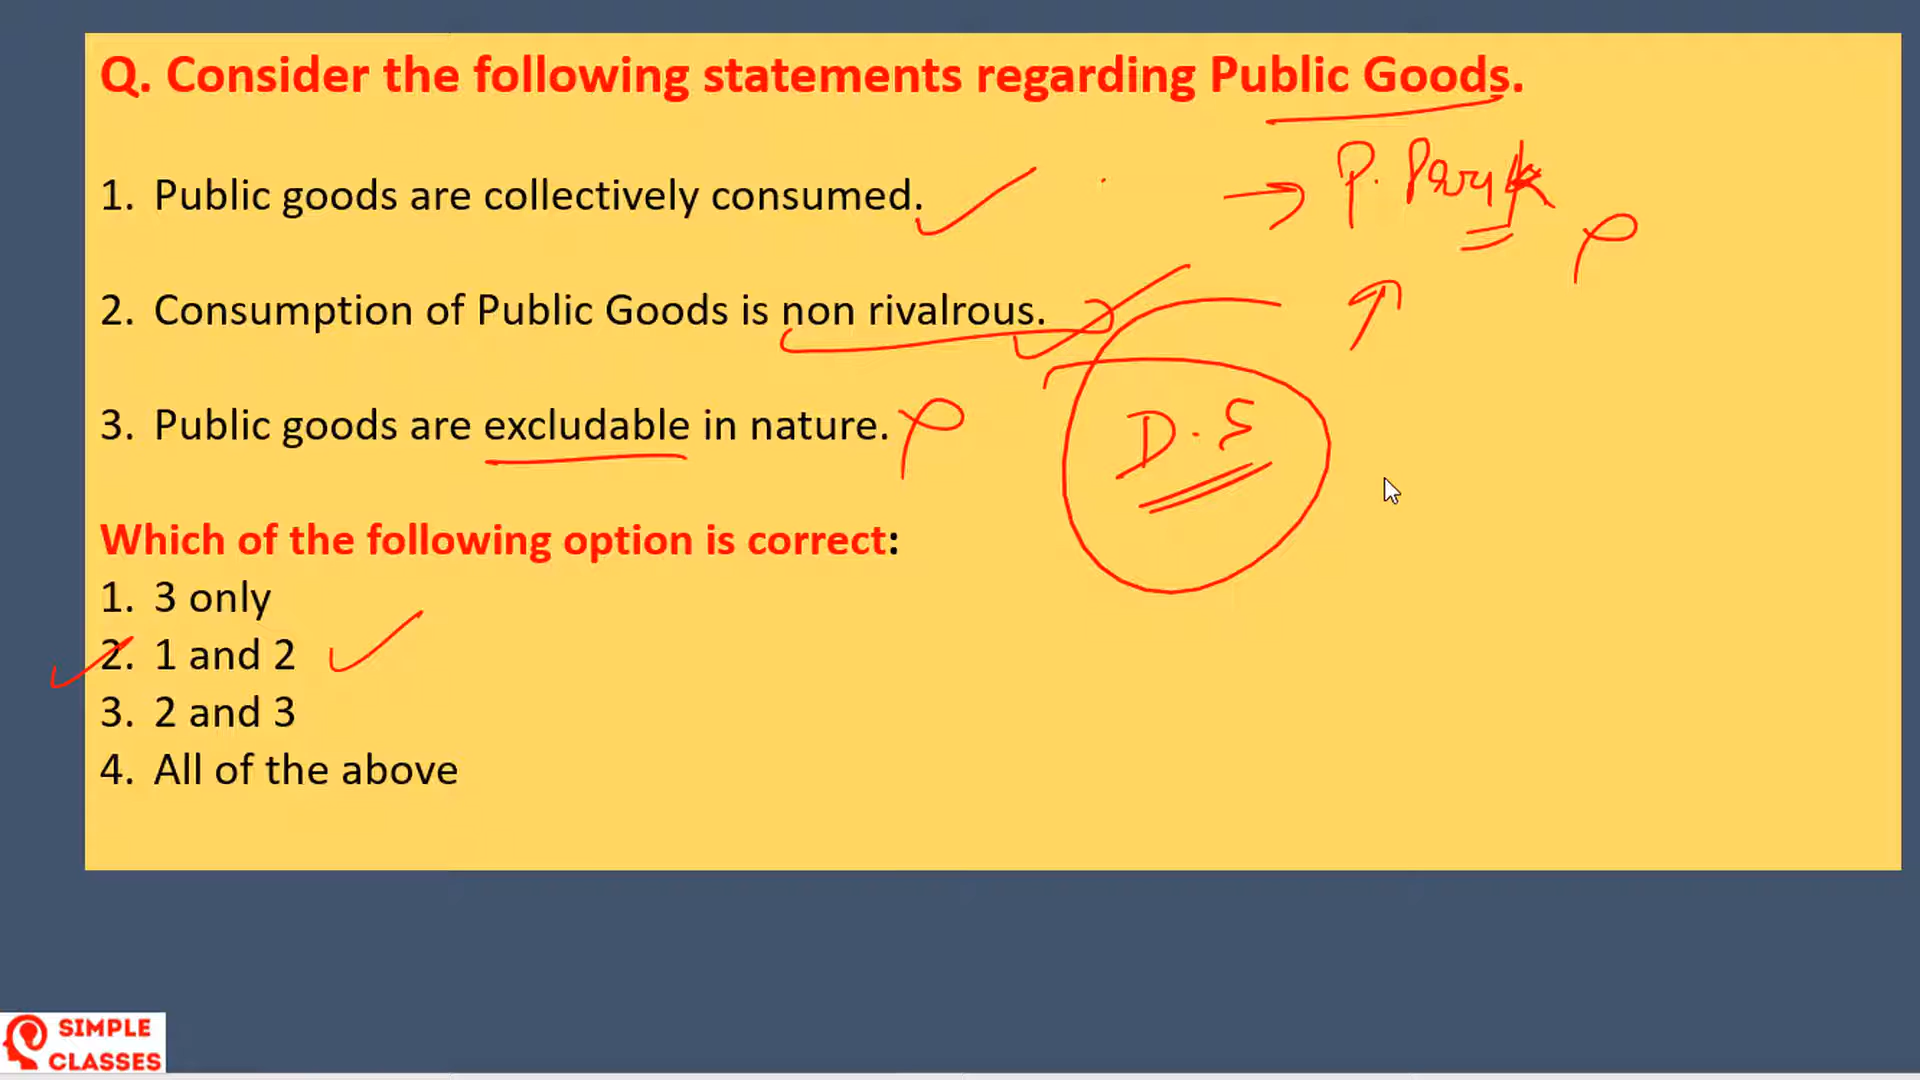 Q. Consider the following statements regarding Public Goods.
1. Public goods are collectively consumed.
P. Park
2. Consumption of Public Goods is non rivalrous.
3. Public goods are excludable in nature.
D.S
Which of the following option is correct:
1. 3 only
2. 1 and 2
3. 2 and 3
4. All of the above
SIMPLE
CLASSES